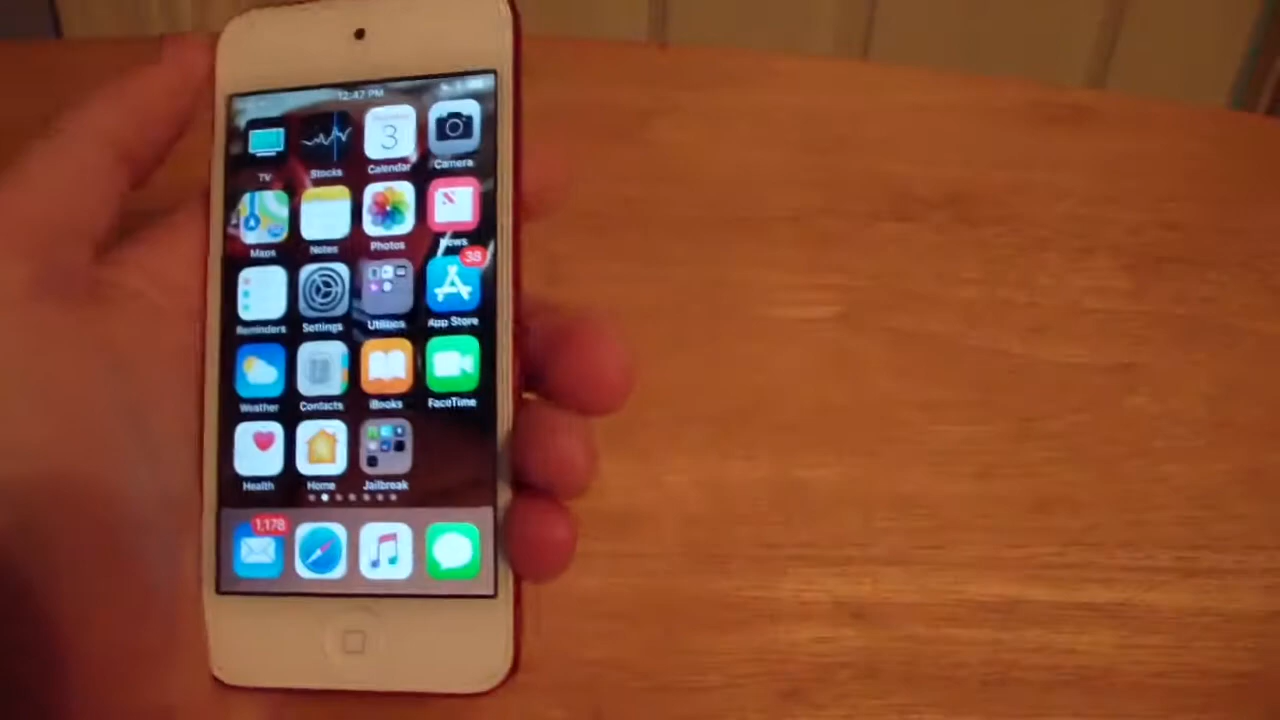 12:47 PM
3
TV Stocks Calendar Camera
Maps Notes Photos News
38
Reminders Settings Utilities App Store
Weather Contacts iBooks FaceTime
Health Home Jailbreak
1,178